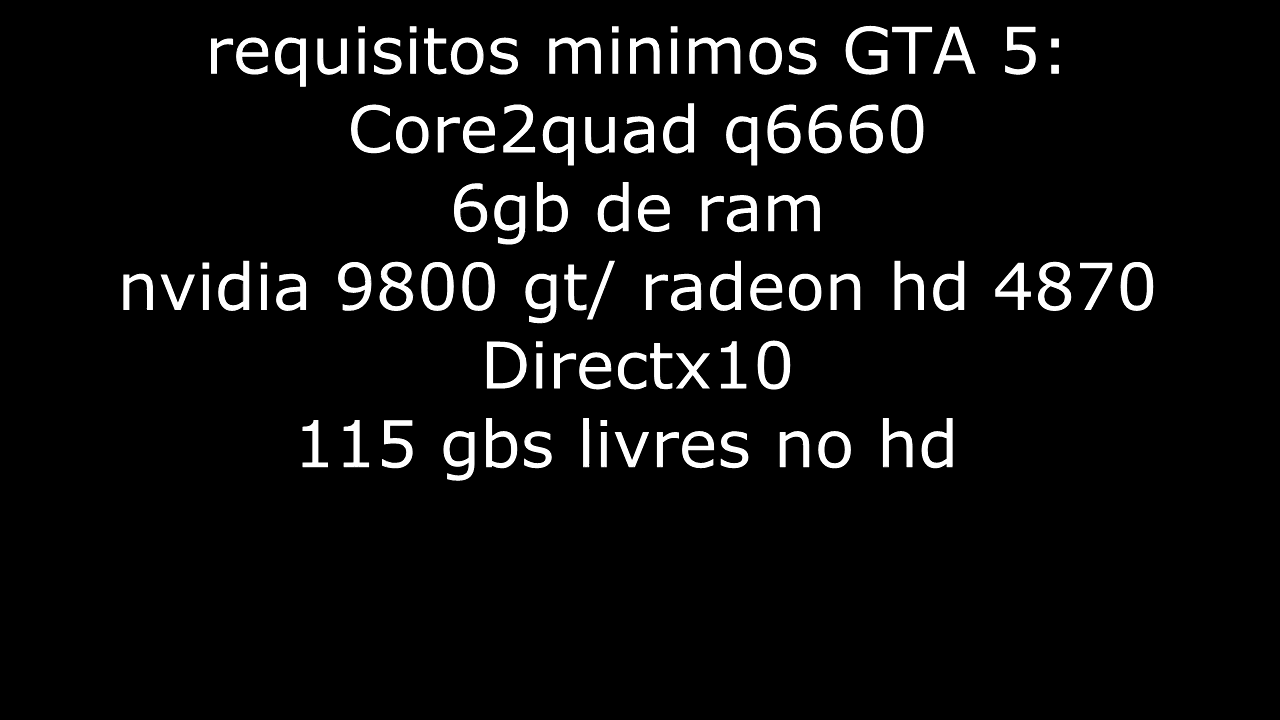 requisitos minimos GTA 5:
Core2quad q6660
6gb de ram
nvidia 9800 gt/ radeon hd 4870
Directx10
115 gbs livres no hd